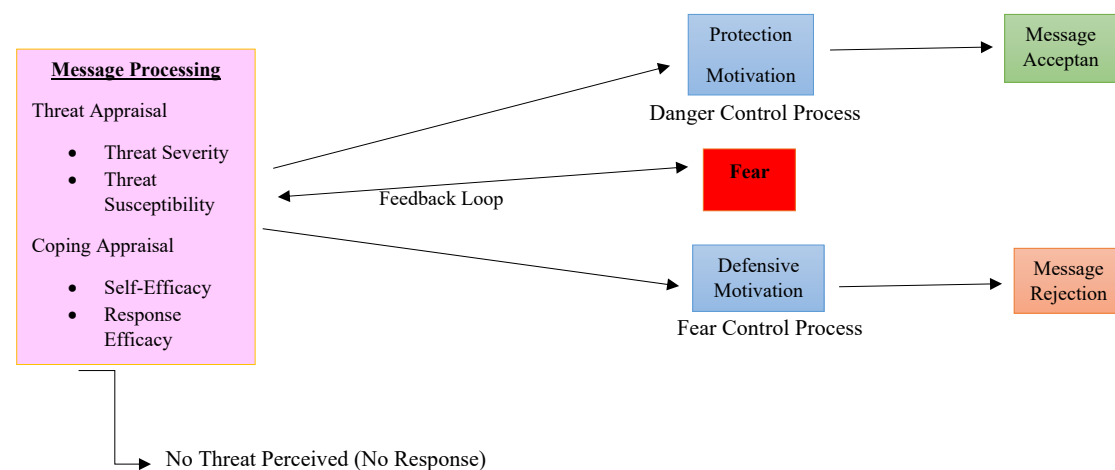 Message Processing
Threat Appraisal
• Threat Severity
• Threat
Susceptibility
Coping Appraisal
• Self-Efficacy
• Response
Efficacy
No Threat Perceived (No Response)
Feedback Loop
Protection
Motivation
Danger Control Process
Fear
Defensive
Motivation
Fear Control Process
Message
Acceptan
Message
Rejection